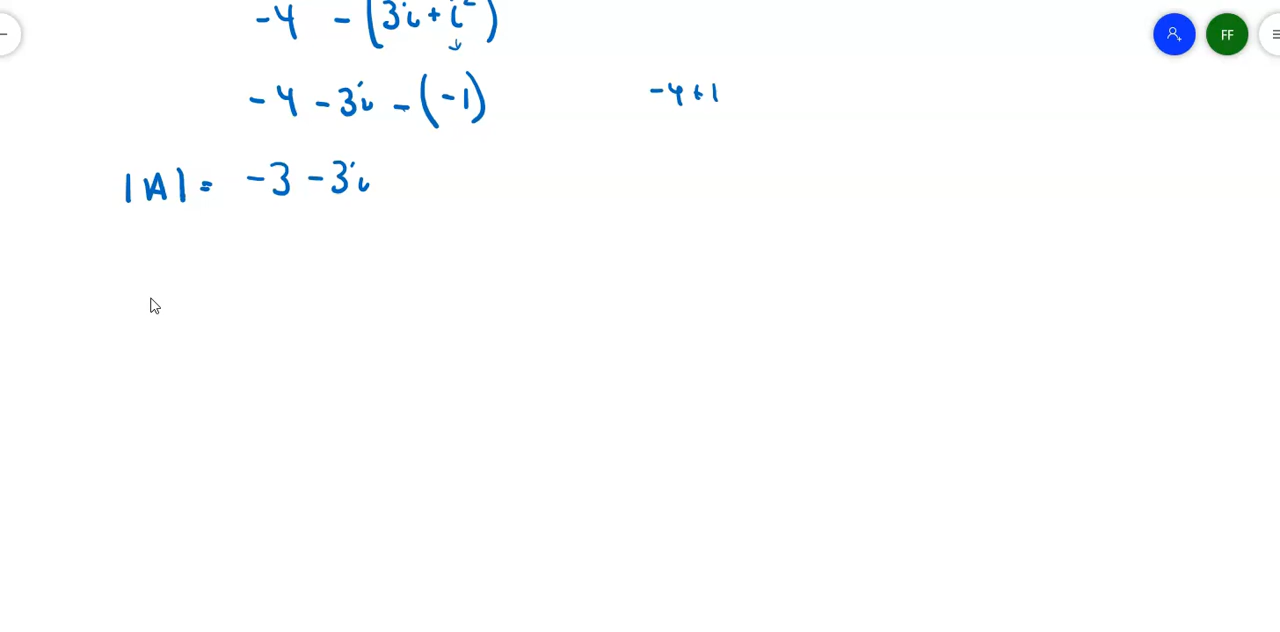 FF
-4 - (3i + i²)
↓
-4 - 3i - (-1) -4 + 1
|A| = -3 - 3i